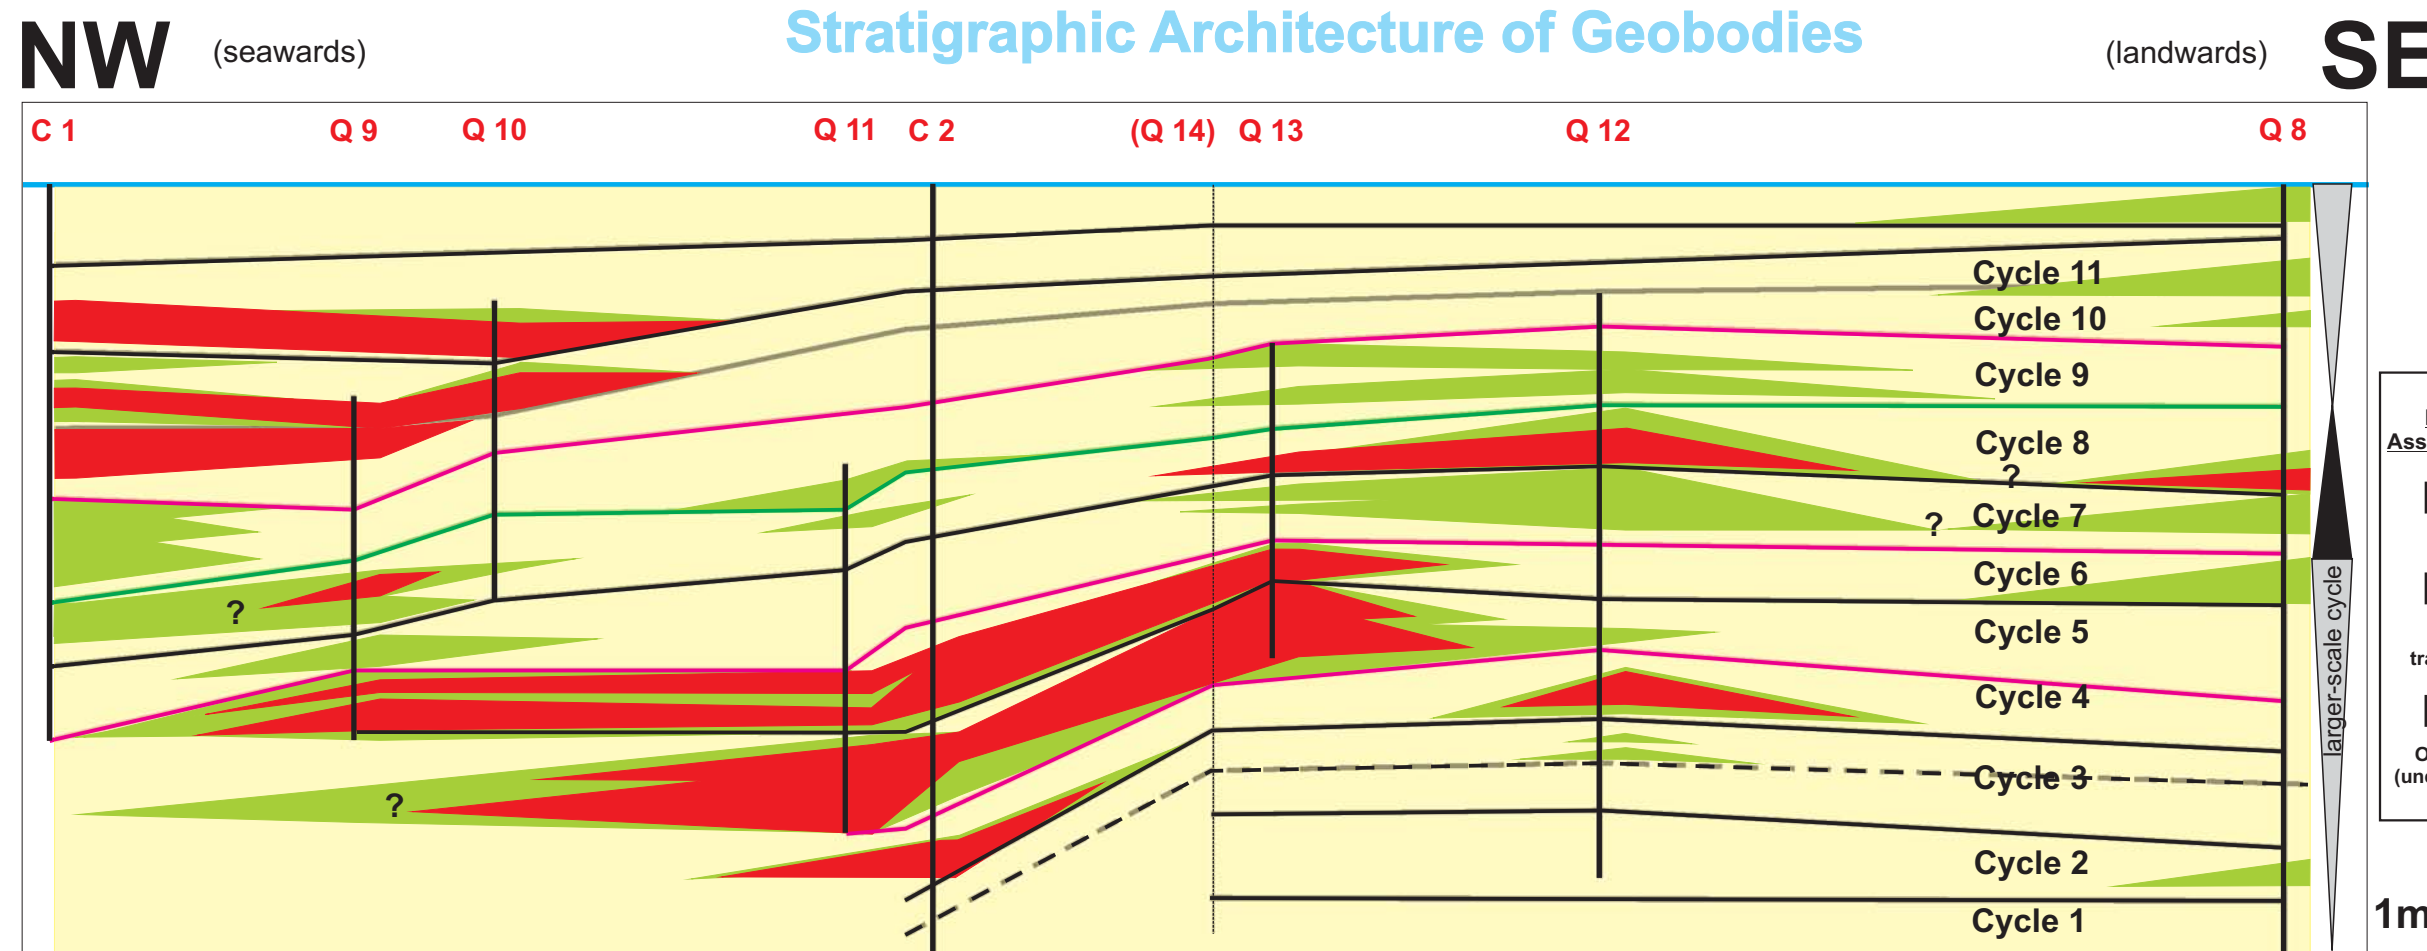 Stratigraphic Architecture of Geobodies
NW (seawards) (landwards) SE
C 1 Q 9 Q 10 Q 11 C 2 (Q 14) Q 13 Q 12 Q 8
Cycle 11
Cycle 10
Cycle 9
Cycle 8
?
Cycle 7
?
Cycle 6
?
Cycle 5
Cycle 4
Cycle 3
?
Cycle 2
Cycle 1
larger-scale cycle
1m